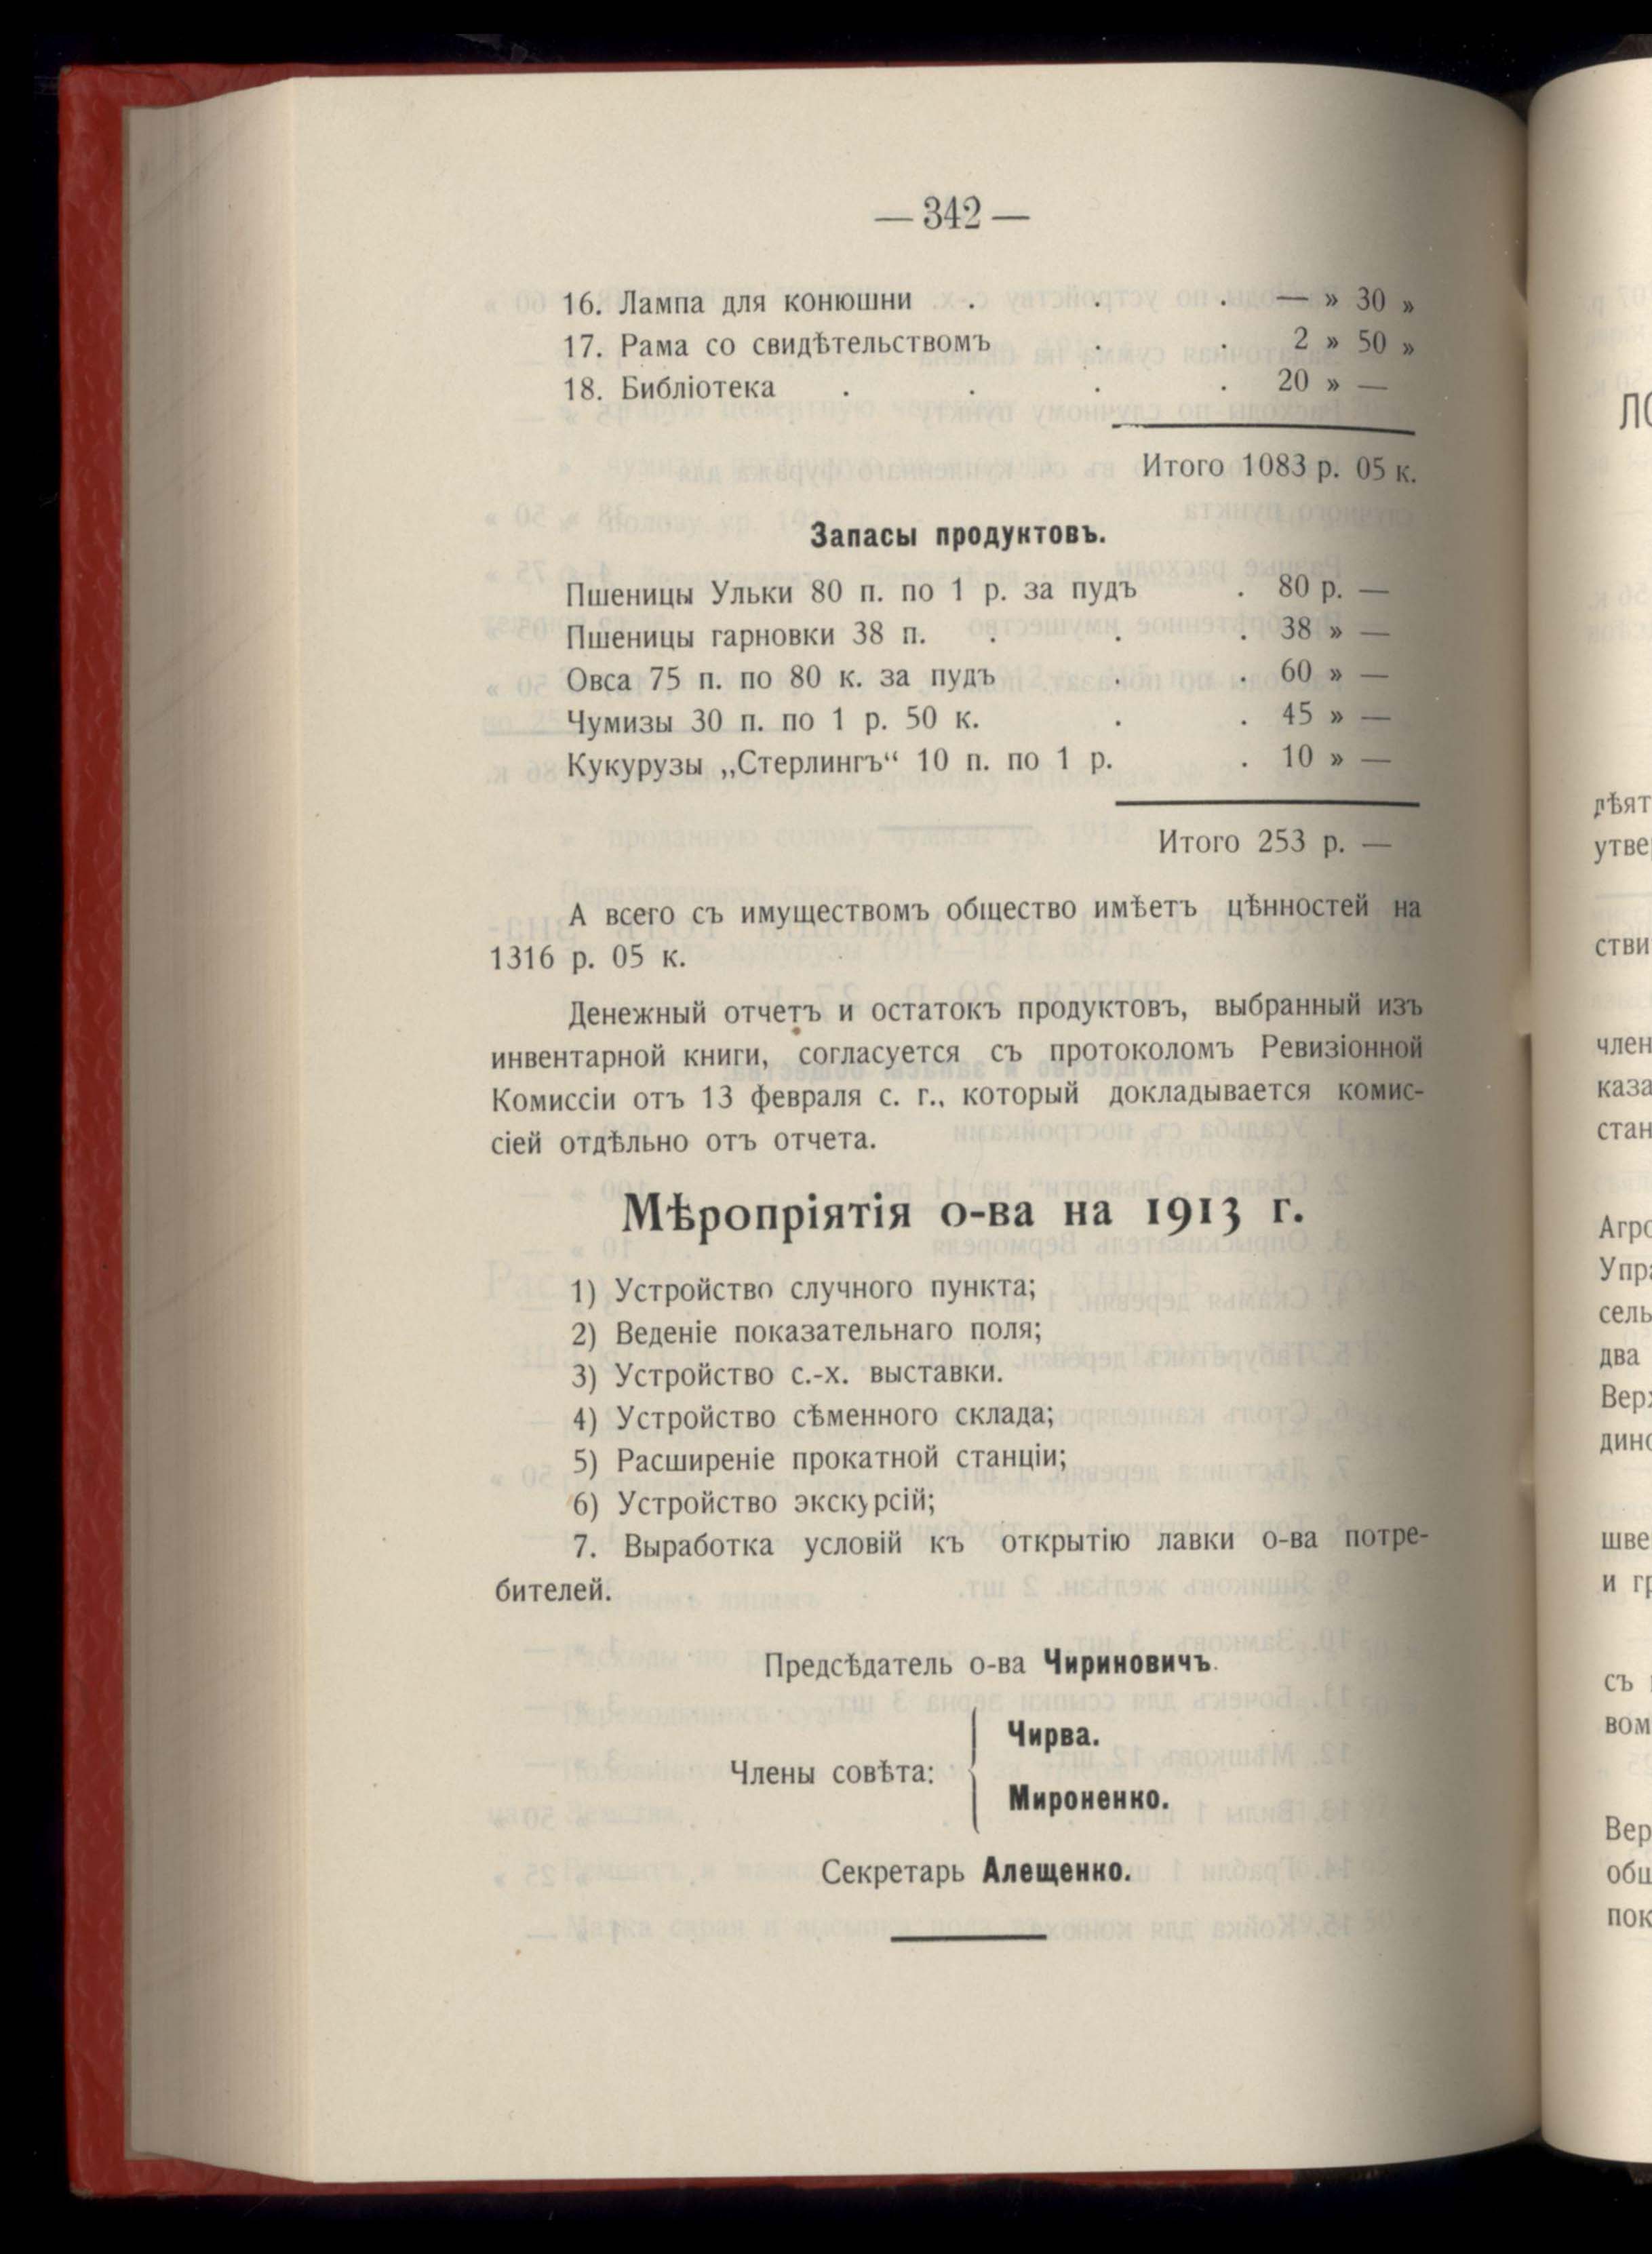 — 342 —
16. Лампа для конюшни . . . — » 30 »
17. Рама со свидѣтельствомъ . . 2 » 50 »
18. Библіотека . . . . 20 » —
Итого 1083 р. 05 к.
Запасы продуктовъ.
Пшеницы Ульки 80 п. по 1 р. за пудъ . 80 р. —
Пшеницы гарновки 38 п. . . . 38 » —
Овса 75 п. по 80 к. за пудъ . . 60 » —
Чумизы 30 п. по 1 р. 50 к. . . 45 » —
Кукурузы „Стерлингъ“ 10 п. по 1 р. . 10 » —
Итого 253 р. —
А всего съ имуществомъ общество имѣетъ цѣнностей на
1316 р. 05 к.
Денежный отчетъ и остатокъ продуктовъ, выбранный изъ
инвентарной книги, согласуется съ протоколомъ Ревизіонной
Комиссіи отъ 13 февраля с. г., который докладывается комис-
сіей отдѣльно отъ отчета.
Мѣропріятія о-ва на 1913 г.
1) Устройство случного пункта;
2) Веденіе показательнаго поля;
3) Устройство с.-х. выставки.
4) Устройство сѣменного склада;
5) Расширеніе прокатной станціи;
6) Устройство экскурсій;
7. Выработка условій къ открытію лавки о-ва потре-
бителей.
Предсѣдатель о-ва Чириновичъ.
Члены совѣта:
Чирва.
Мироненко.
Секретарь Алещенко.